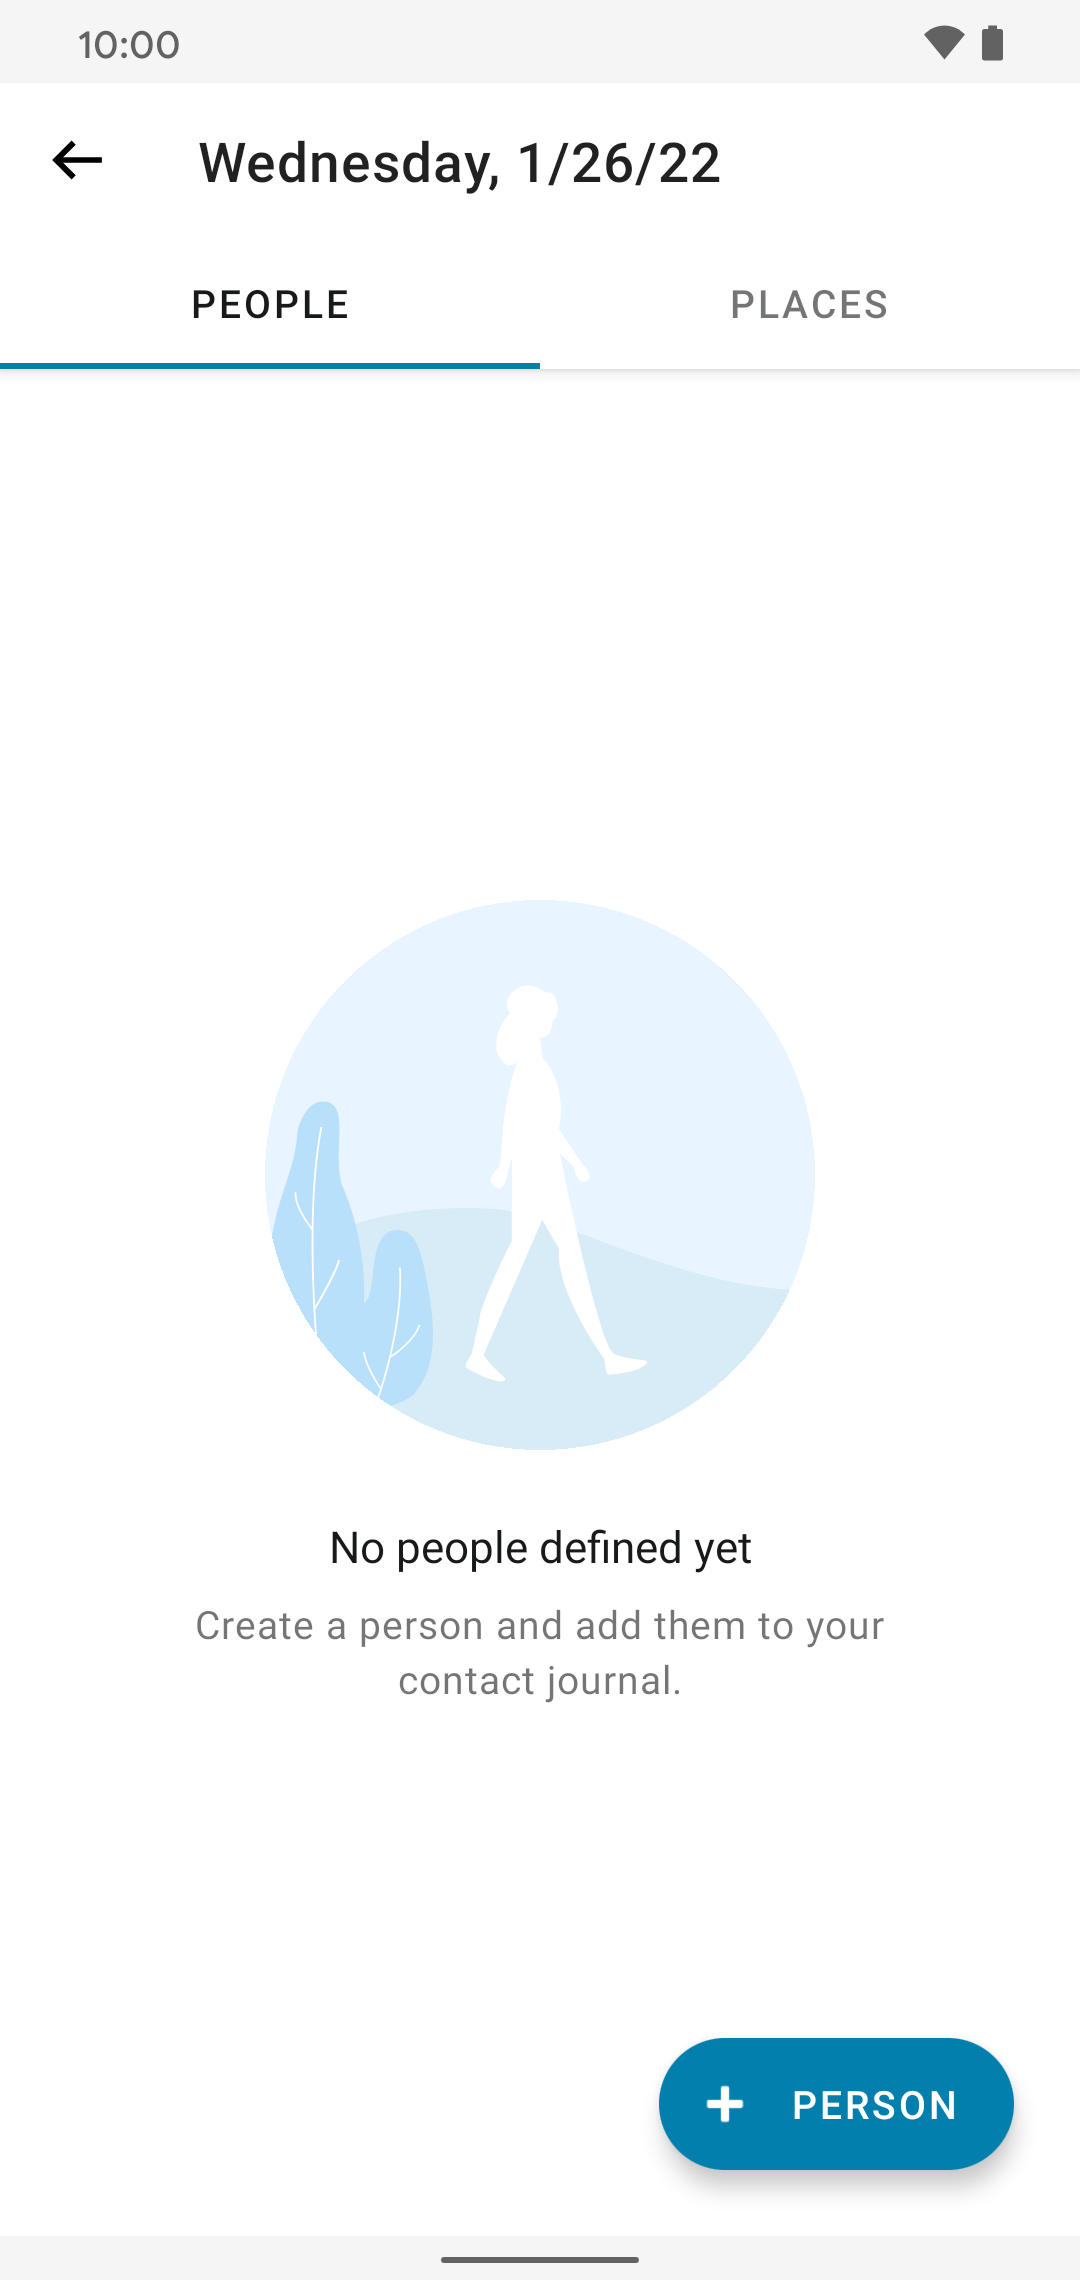 10:00
Wednesday, 1/26/22
PEOPLE
PLACES
No people defined yet
Create a person and add them to your
contact journal.
PERSON